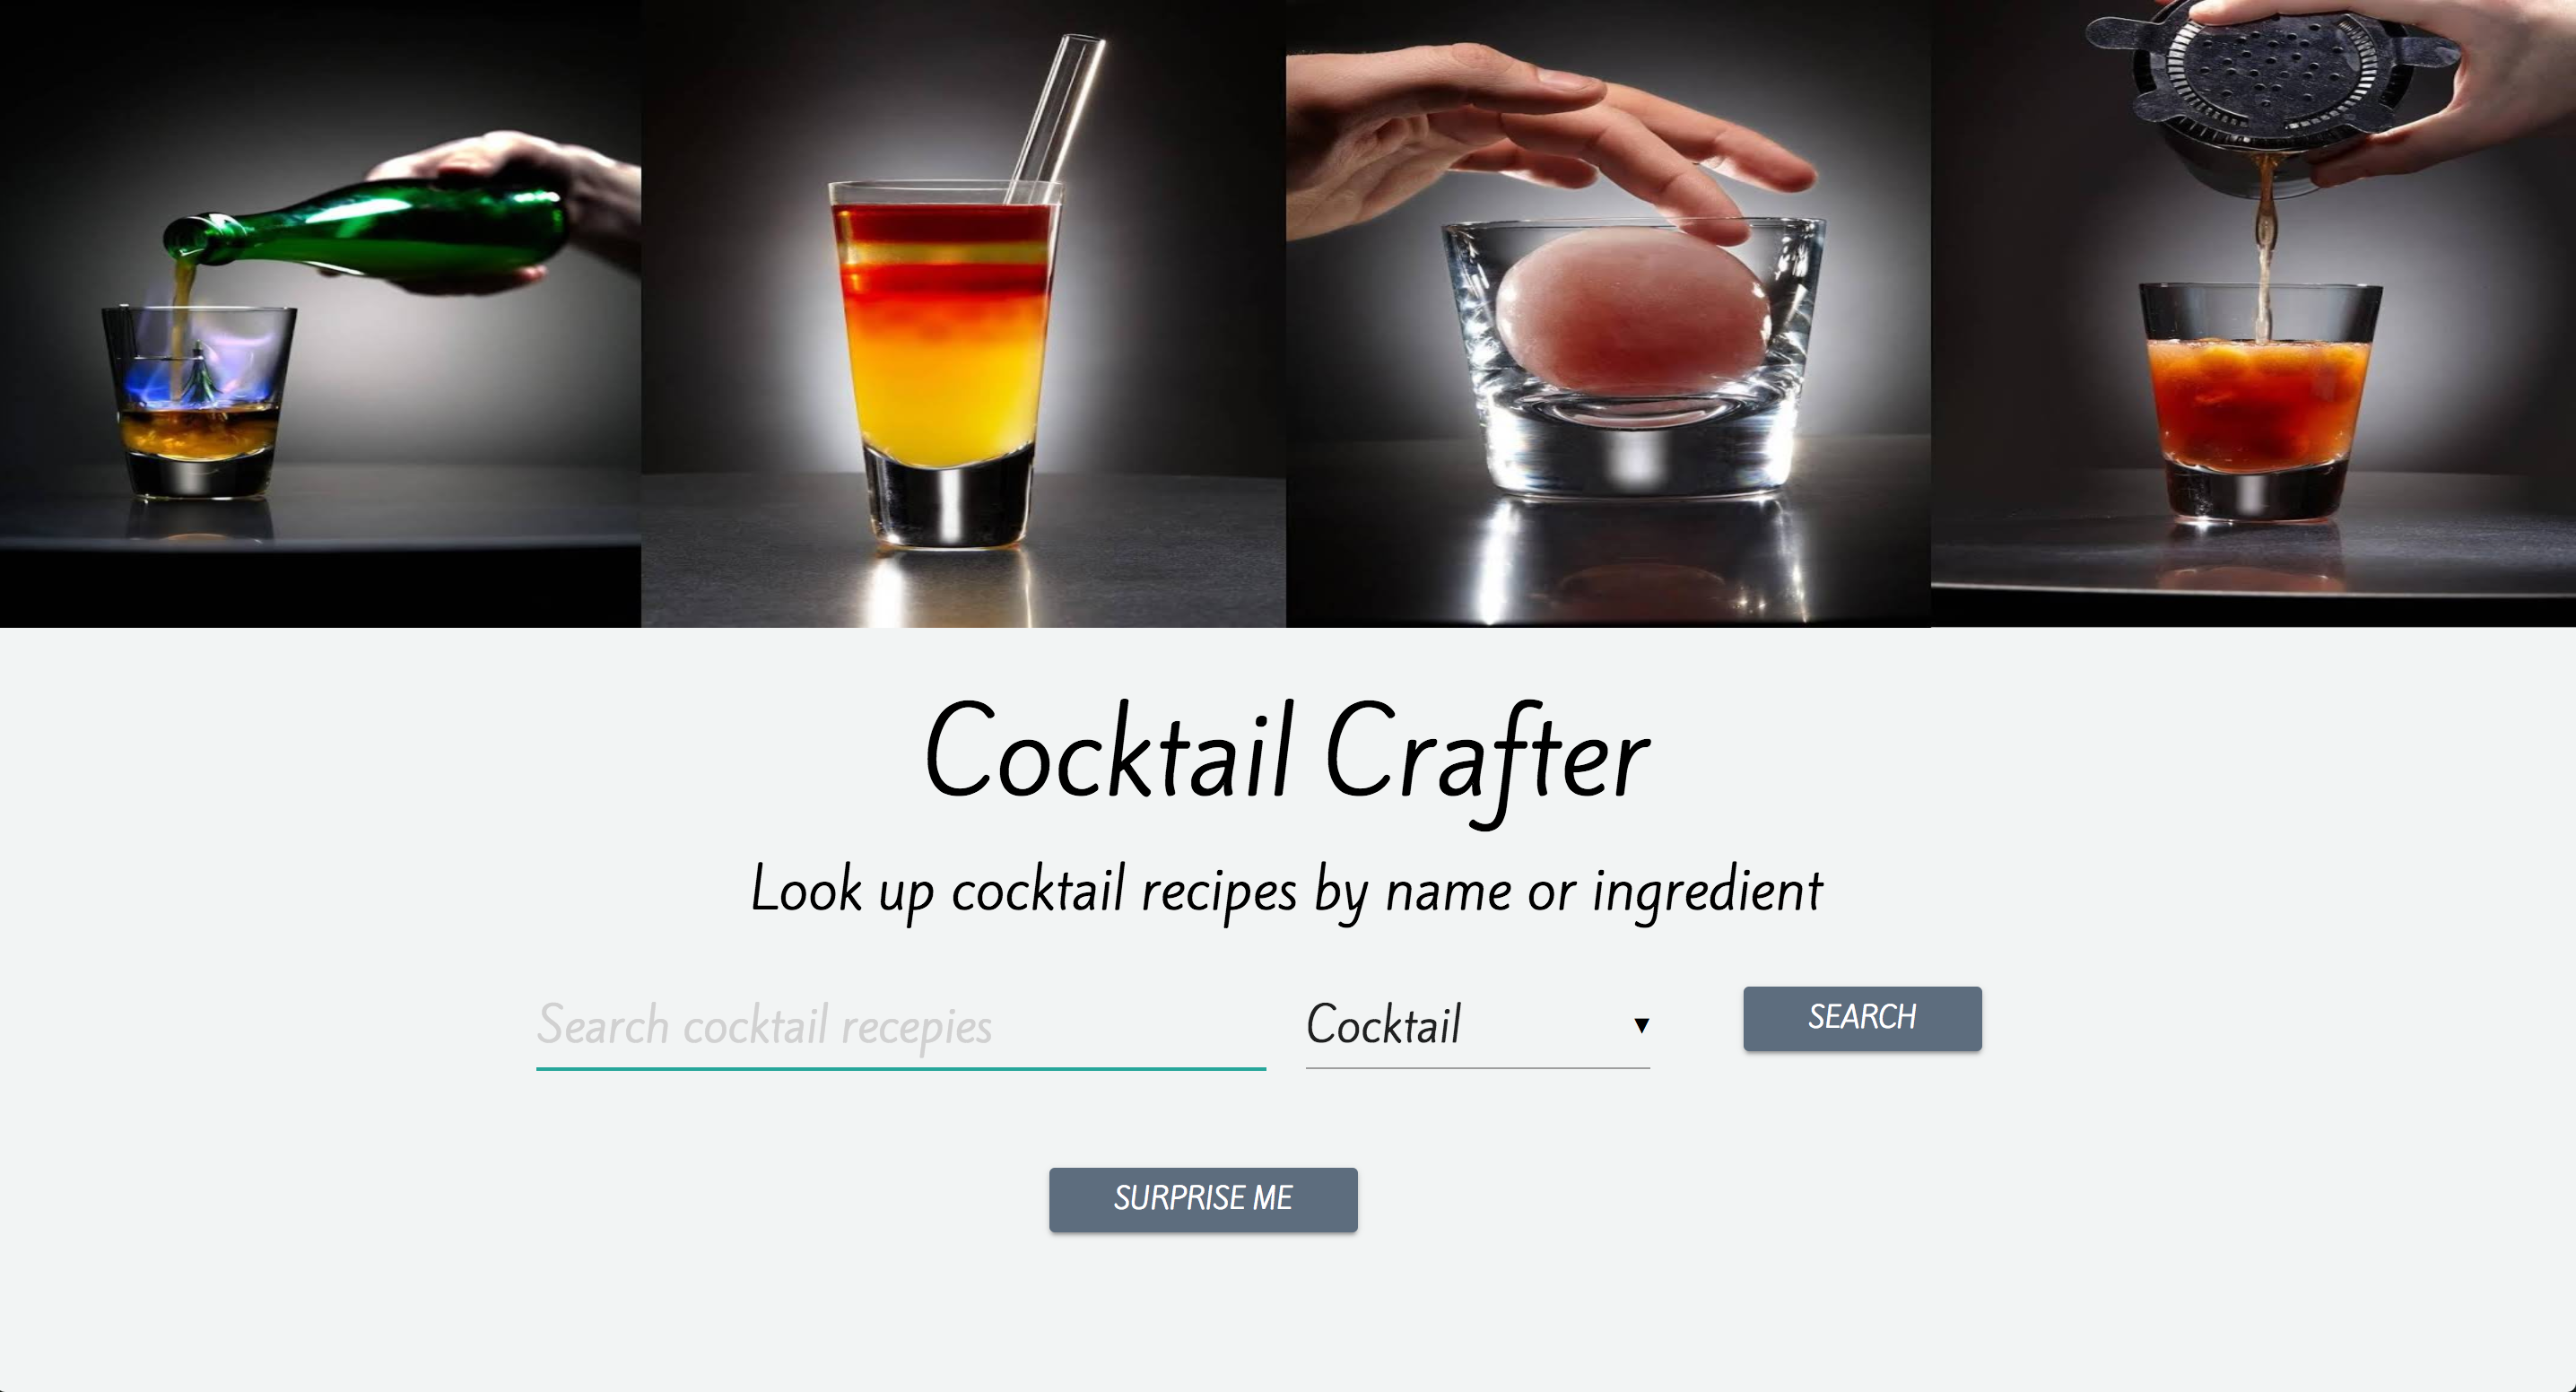 Cocktail Crafter
Look up cocktail recipes by name or ingredient
Search cocktail recepies
Cocktail ▼
SEARCH
SURPRISE ME